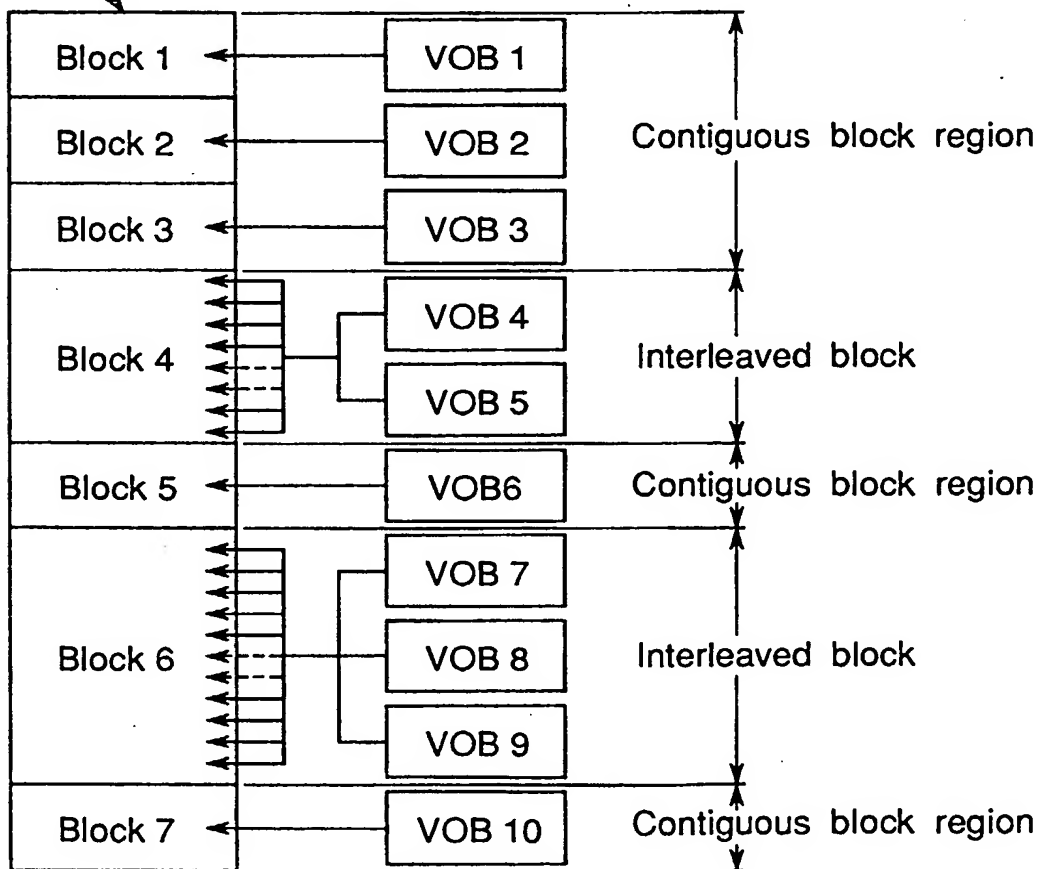 Block 1
VOB 1
Block 2
VOB 2
Contiguous block region
Block 3
VOB 3
Block 4
VOB 4
Interleaved block
VOB 5
Block 5
VOB6
Contiguous block region
VOB 7
Block 6
VOB 8
Interleaved block
VOB 9
Block 7
VOB 10
Contiguous block region